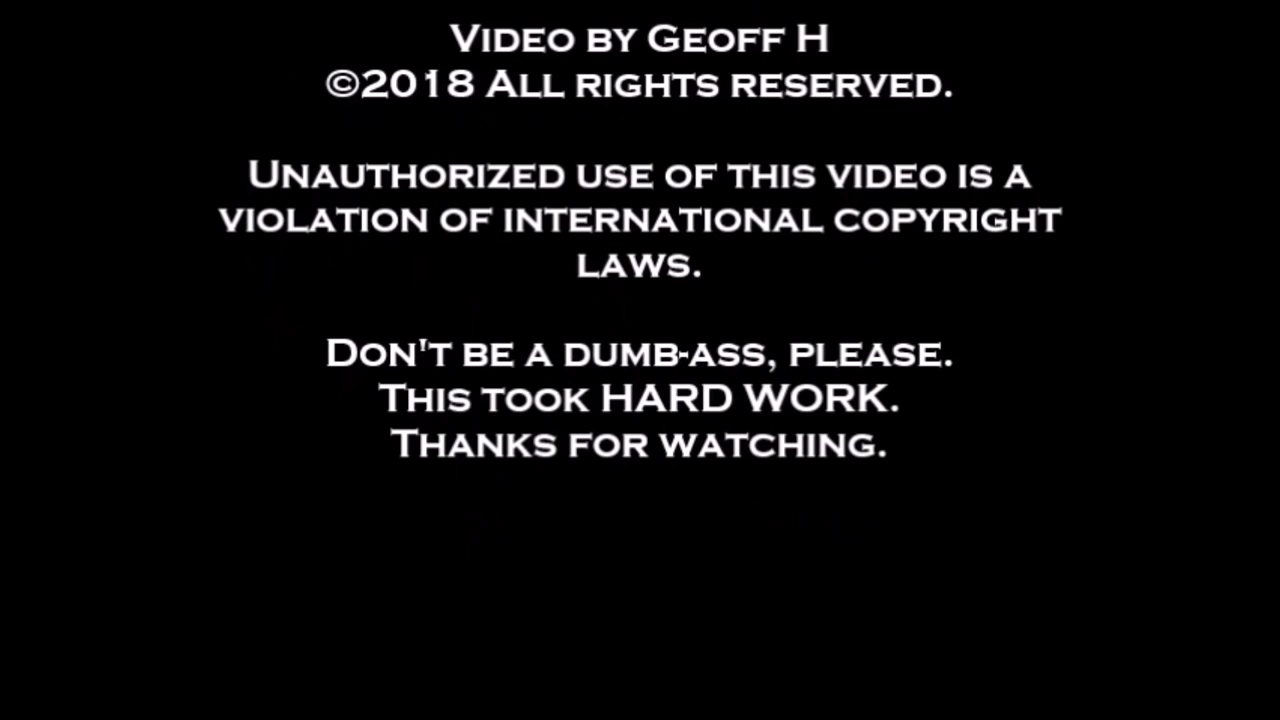 Video by Geoff H
©2018 All rights reserved.
Unauthorized use of this video is a
violation of international copyright
laws.
Don't be a dumb-ass, please.
This took HARD WORK.
Thanks for watching.